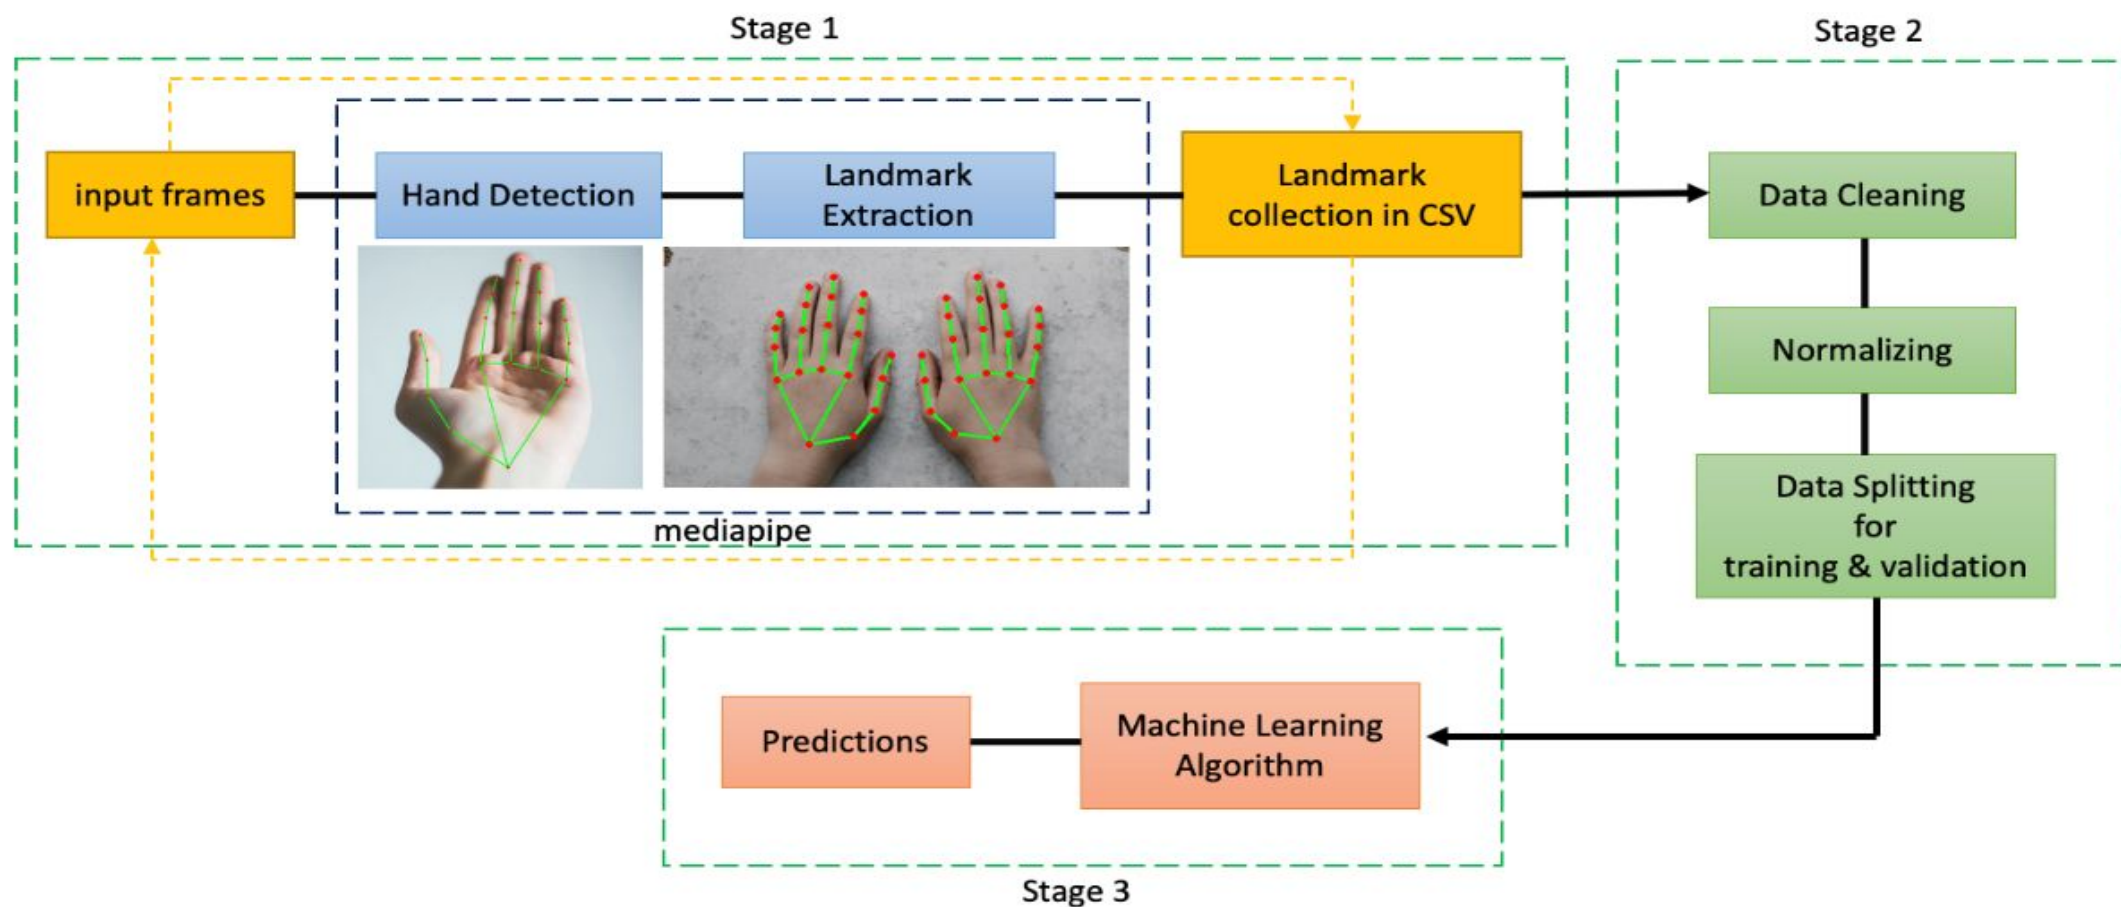 Stage 1
Stage 2
input frames
Hand Detection
Landmark
Extraction
Landmark
collection in CSV
mediapipe
Data Cleaning
Normalizing
Data Splitting
for
training & validation
Predictions
Machine Learning
Algorithm
Stage 3